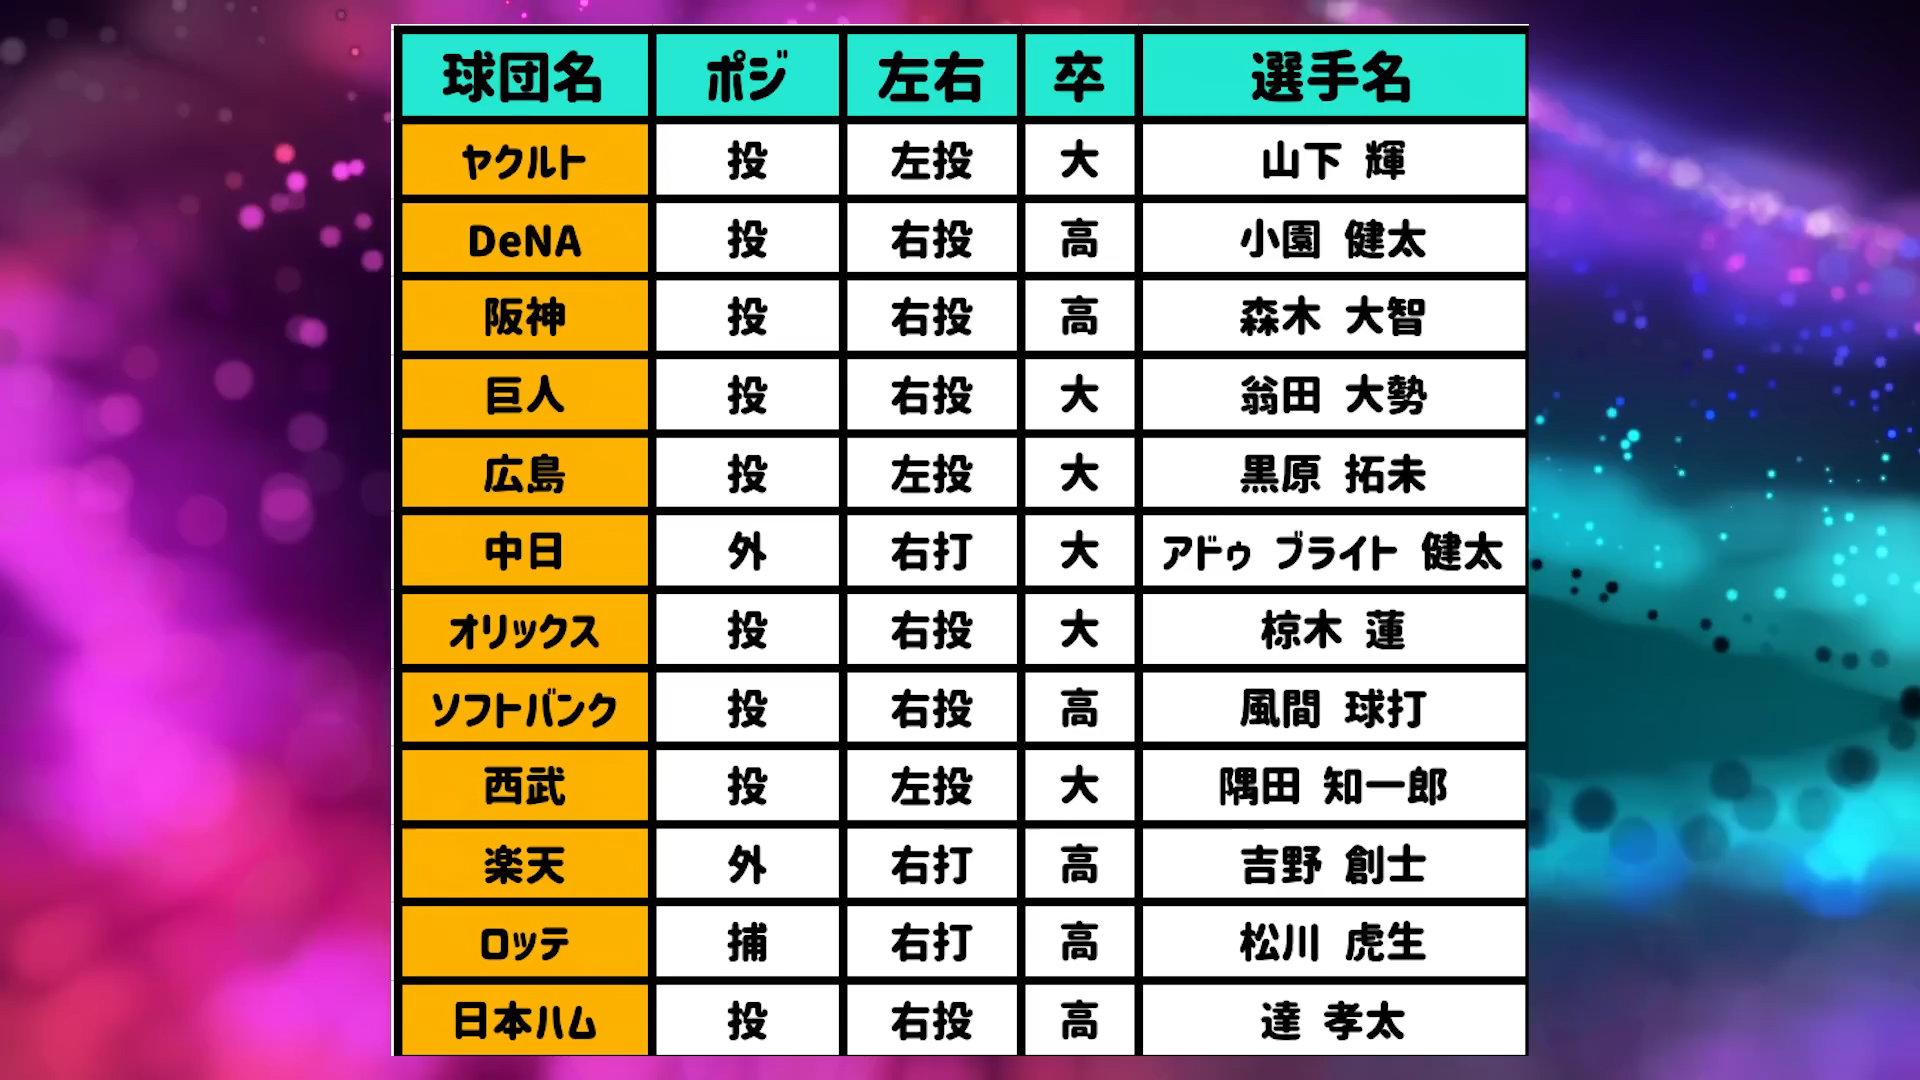 球団名 ポジ 左右 卒 選手名
ヤクルト 投 左投 大 山下 輝
DeNA 投 右投 高 小園 健太
阪神 投 右投 高 森木 大智
巨人 投 右投 大 翁田 大勢
広島 投 左投 大 黒原 拓未
中日 外 右打 大 アドゥ ブライト 健太
オリックス 投 右投 大 椋木 蓮
ソフトバンク 投 右投 高 風間 球打
西武 投 左投 大 隅田 知一郎
楽天 外 右打 高 吉野 創士
ロッテ 捕 右打 高 松川 虎生
日本ハム 投 右投 高 達 孝太